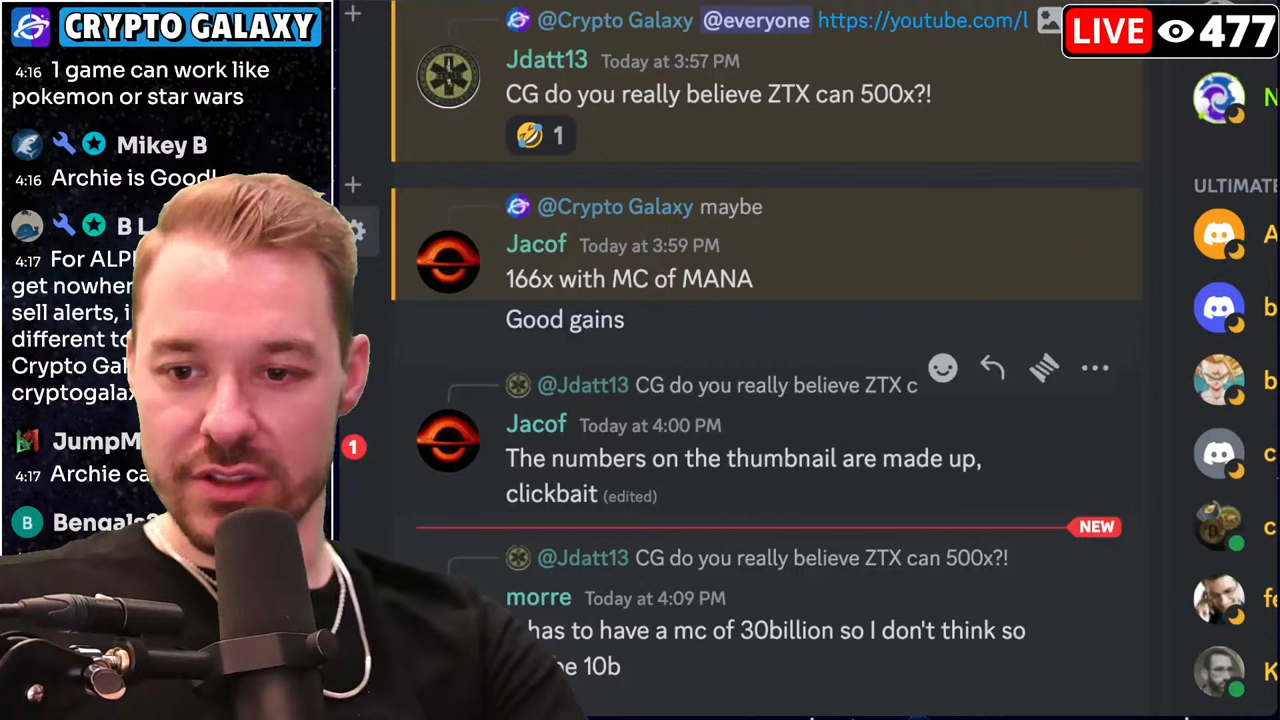 CRYPTO GALAXY
4:16 1 game can work like
pokemon or star wars
Mikey B
4:16 Archie is Good!
B L
4:17 For ALP
get nowher
sell alerts, i
different to
Crypto Gal
cryptogala
JumpM
4:17 Archie ca
Bengals
B
1
@Crypto Galaxy @everyone https://youtube.com/l
Jdatt13 Today at 3:57 PM
CG do you really believe ZTX can 500x?!
🤣 1
@Crypto Galaxy maybe
Jacof Today at 3:59 PM
166x with MC of MANA
Good gains
@Jdatt13 CG do you really believe ZTX c
Jacof Today at 4:00 PM
The numbers on the thumbnail are made up,
clickbait (edited)
NEW
@Jdatt13 CG do you really believe ZTX can 500x?!
morre Today at 4:09 PM
has to have a mc of 30billion so I don't think so
be 10b
LIVE 477
N
ULTIMATE
A
b
b
c
c
fe
K